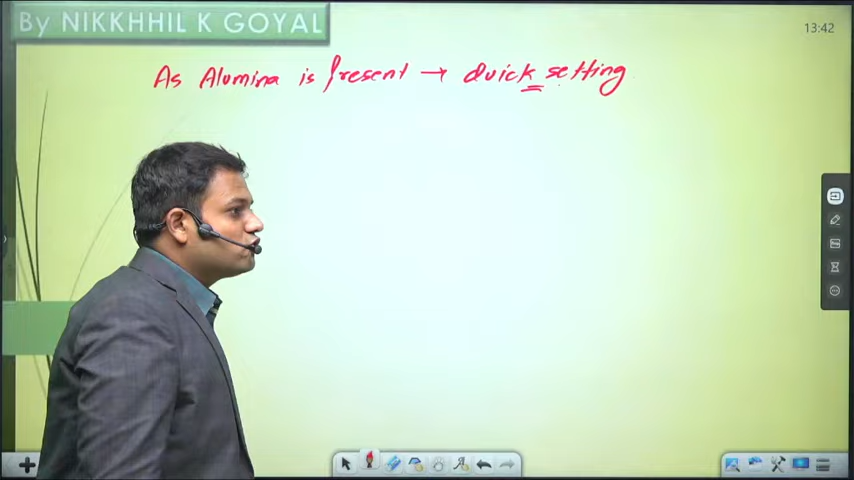 By NIKKHHIL K GOYAL
13:42
As Alumina is Present → Quick setting